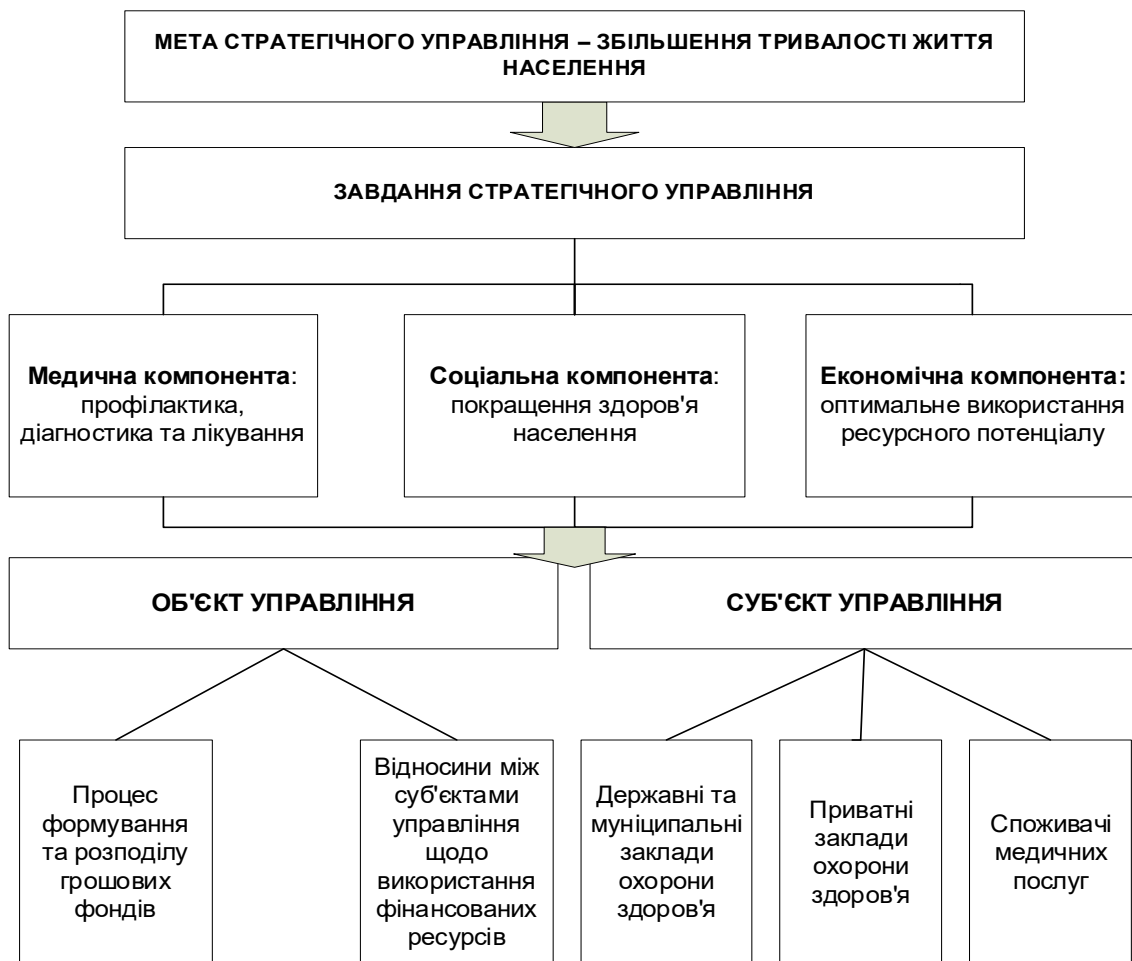 МЕТА СТРАТЕГІЧНОГО УПРАВЛІННЯ – ЗБІЛЬШЕННЯ ТРИВАЛОСТІ ЖИТТЯ
НАСЕЛЕННЯ
ЗАВДАННЯ СТРАТЕГІЧНОГО УПРАВЛІННЯ
Медична компонента:
профілактика,
діагностика та лікування
Соціальна компонента:
покращення здоров'я
населення
Економічна компонента:
оптимальне використання
ресурсного потенціалу
ОБ'ЄКТ УПРАВЛІННЯ
СУБ'ЄКТ УПРАВЛІННЯ
Процес
формування
та розподілу
грошових
фондів
Відносини між
суб'єктами
управління
щодо
використання
фінансованих
ресурсів
Державні та
муніципальні
заклади
охорони
здоров'я
Приватні
заклади
охорони
здоров'я
Споживачі
медичних
послуг